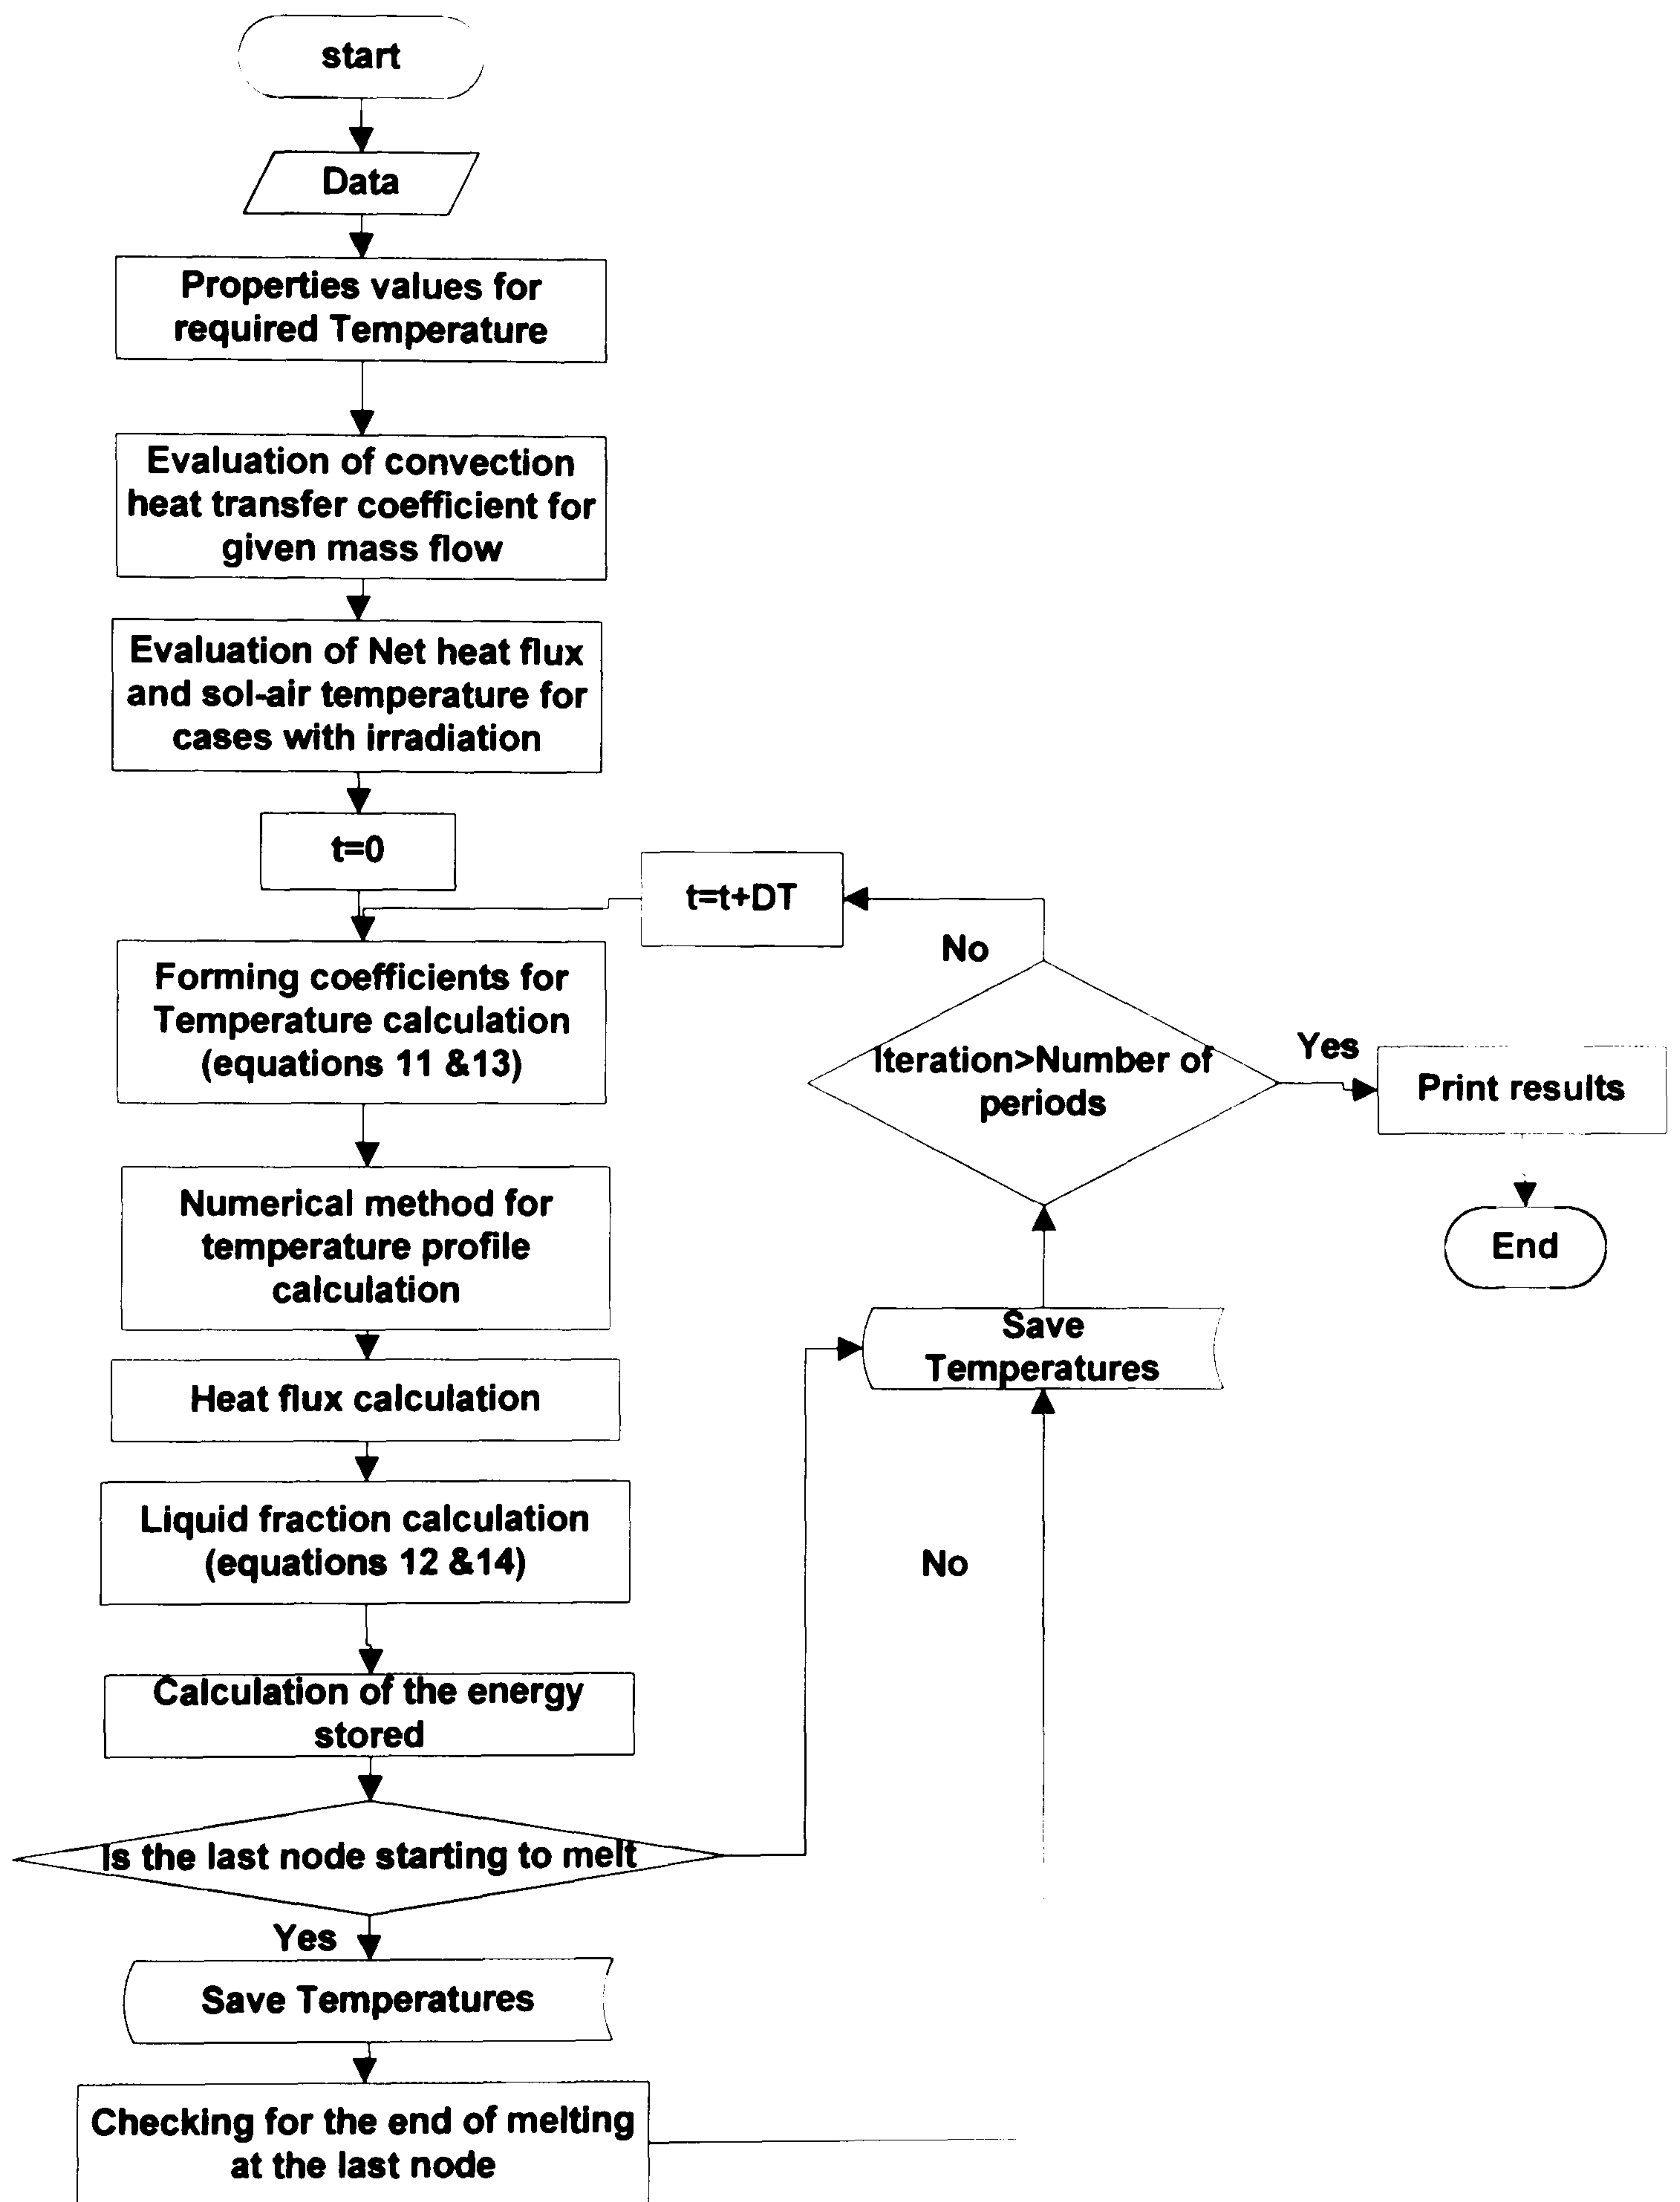 start
Data
Properties values for
required Temperature
Evaluation of convection
heat transfer coefficient for
given mass flow
Evaluation of Net heat flux
and sol-air temperature for
cases with irradiation
t=0
t=t+DT
No
Forming coefficients for
Temperature calculation
(equations 11 &13)
Iteration>Number of
periods
Yes
Print results
End
Numerical method for
temperature profile
calculation
Save
Temperatures
Heat flux calculation
Liquid fraction calculation
(equations 12 &14)
No
Calculation of the energy
stored
Is the last node starting to melt
Yes
Save Temperatures
Checking for the end of melting
at the last node